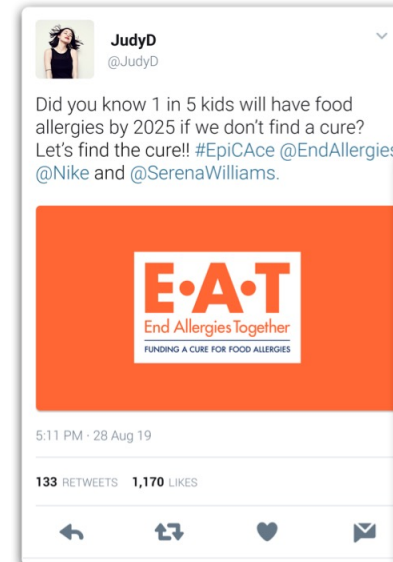 JudyD
@JudyD
Did you know 1 in 5 kids will have food
allergies by 2025 if we don't find a cure?
Let's find the cure!! #EpiCAce @EndAllergies
@Nike and @SerenaWilliams.
E•A•T
End Allergies Together
FUNDING A CURE FOR FOOD ALLERGIES
5:11 PM · 28 Aug 19
133 RETWEETS 1,170 LIKES